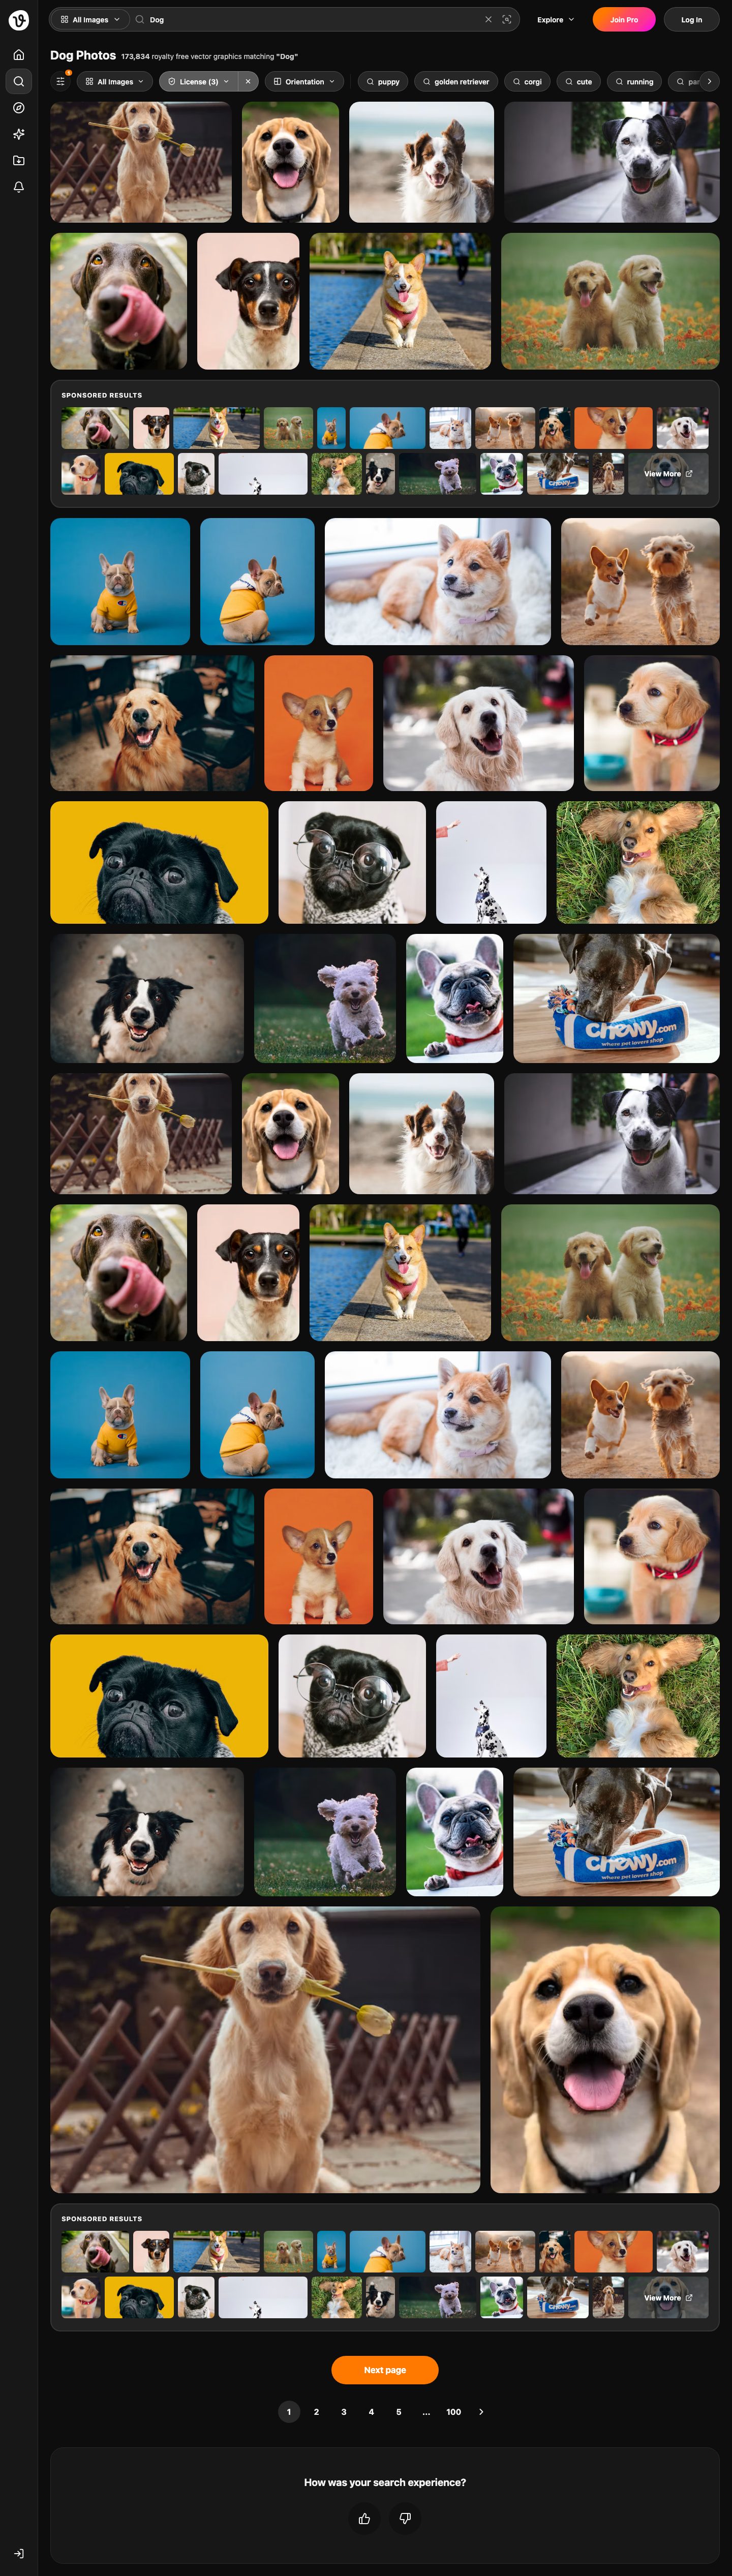 All Images
Dog
Explore
Join Pro
Log In
Dog Photos 173,834 royalty free vector graphics matching "Dog"
1
All Images
License (3)
Orientation
puppy
golden retriever
corgi
cute
running
SPONSORED RESULTS
Chewy
View More
Chewy.com
Where pet lovers shop
Chewy.com
Where pet lovers shop
SPONSORED RESULTS
Chewy
View More
Next page
1 2 3 4 5 ... 100
How was your search experience?